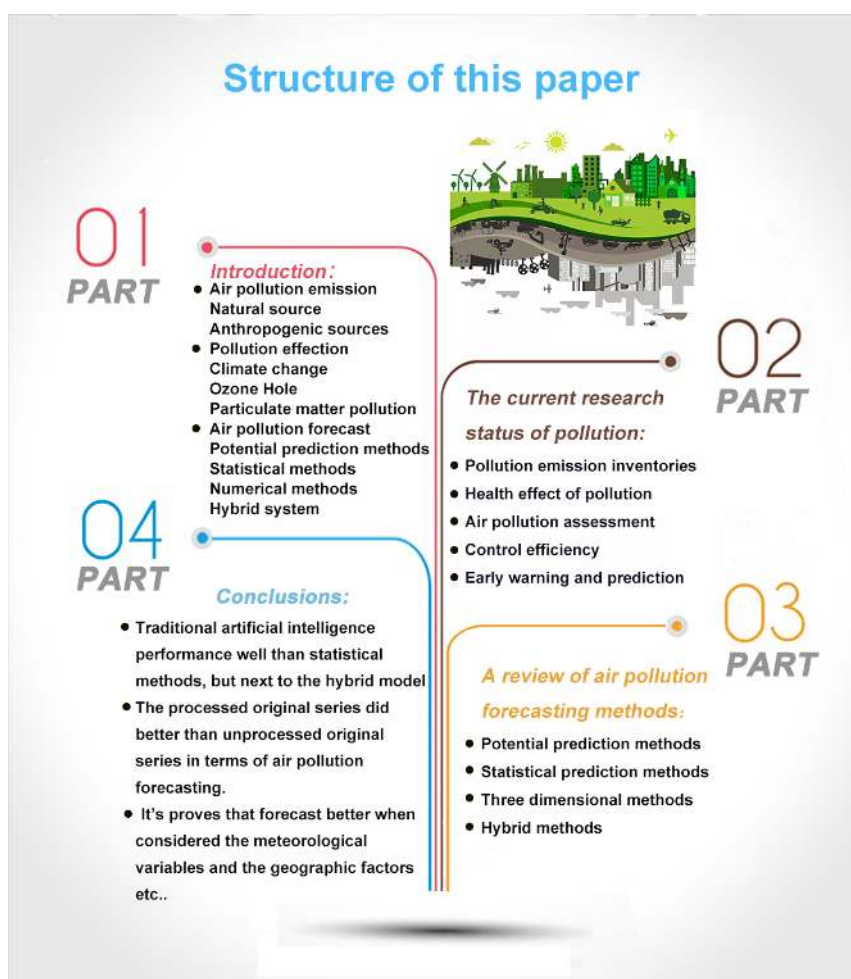 Structure of this paper
01
PART
Introduction:
● Air pollution emission
Natural source
Anthropogenic sources
● Pollution effection
Climate change
Ozone Hole
Particulate matter pollution
● Air pollution forecast
Potential prediction methods
Statistical methods
Numerical methods
Hybrid system
02
PART
The current research
status of pollution:
● Pollution emission inventories
● Health effect of pollution
● Air pollution assessment
● Control efficiency
● Early warning and prediction
03
PART
A review of air pollution
forecasting methods:
● Potential prediction methods
● Statistical prediction methods
● Three dimensional methods
● Hybrid methods
04
PART
Conclusions:
● Traditional artificial intelligence
performance well than statistical
methods, but next to the hybrid model
● The processed original series did
better than unprocessed original
series in terms of air pollution
forecasting.
● It's proves that forecast better when
considered the meteorological
variables and the geographic factors
etc..